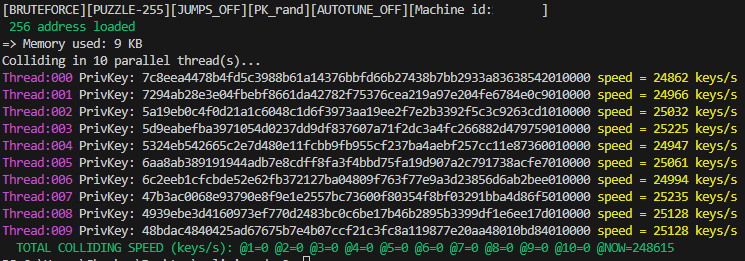 [BRUTEFORCE][PUZZLE-255][JUMPS_OFF][PK_rand][AUTOTUNE_OFF][Machine id: ]
256 address loaded
=> Memory used: 9 KB
Colliding in 10 parallel thread(s)...
Thread:000 PrivKey: 7c8eea4478b4fd5c3988b61a14376bbfd66b27438b7bb2933a83638542010000 speed = 24862 keys/s
Thread:001 PrivKey: 7294ab28e3e04fbebf8661da42782f75376cea219a97e204fe6784e0c9010000 speed = 24966 keys/s
Thread:002 PrivKey: 5a19eb0c4f0d21a1c6048c1d6f3973aa19ee2f7e2b3392f5c3c9263cd1010000 speed = 25032 keys/s
Thread:003 PrivKey: 5d9eabefba3971054d0237dd9df837607a71f2dc3a4fc266882d479759010000 speed = 25225 keys/s
Thread:004 PrivKey: 5324eb542665c2e7d480e11fcbb9fb955cf237ba4aebf257cc11e87360010000 speed = 24947 keys/s
Thread:005 PrivKey: 6aa8ab389191944adb7e8cdff8fa3f4bbd75fa19d907a2c791738acfe7010000 speed = 25061 keys/s
Thread:006 PrivKey: 6c2eeb1cfcbde52e62fb372127ba04809f763f77e9a3d23856d6ab2bee010000 speed = 24994 keys/s
Thread:007 PrivKey: 47b3ac0068e93790e8f9e1e2557bc73600f80354f8bf03291bba4d86f5010000 speed = 25235 keys/s
Thread:008 PrivKey: 4939ebe3d4160973ef770d2483bc0c6be17b46b2895b3399df1e6ee17d010000 speed = 25128 keys/s
Thread:009 PrivKey: 48bdac4840425ad67675b7e4b07ccf21c3fc8a119877e20aa48010bd84010000 speed = 25128 keys/s
TOTAL COLLIDING SPEED (keys/s): @1=0 @2=0 @3=0 @4=0 @5=0 @6=0 @7=0 @8=0 @9=0 @10=0 @NOW=248615